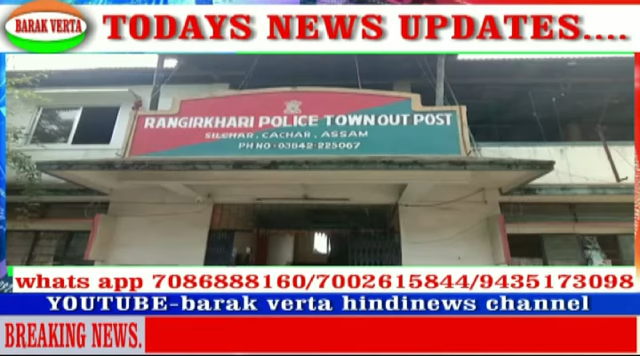 BARAK VERTA
TODAYS NEWS UPDATES....
RANGIRKHARI POLICE TOWN OUT POST
SILCHAR, CACHAR, ASSAM
PH NO - 03842-225067
whats app 7086888160/7002615844/9435173098
YOUTUBE-barak verta hindinews channel
BREAKING NEWS.